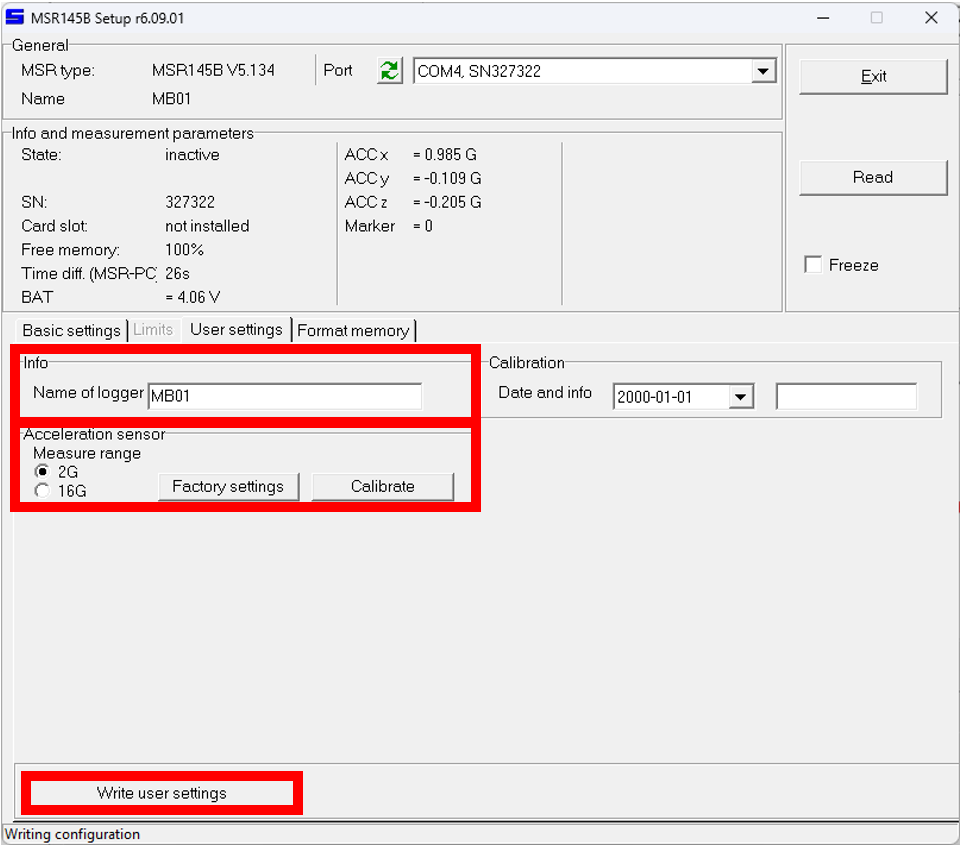 MSR145B Setup r6.09.01
General
MSR type: MSR145B V5.134 Port COM4, SN327322
Name MB01
Exit
Info and measurement parameters
State: inactive ACC x = 0.985 G
ACC y = -0.109 G
Read
SN: 327322 ACC z = -0.205 G
Card slot: not installed Marker = 0
Free memory: 100%
Time diff. (MSR-PC) 26s
Freeze
BAT = 4.06 V
Basic settings Limits User settings Format memory
Info
Name of logger MB01
Calibration
Date and info 2000-01-01
Acceleration sensor
Measure range
2G
16G
Factory settings Calibrate
Write user settings
Writing configuration